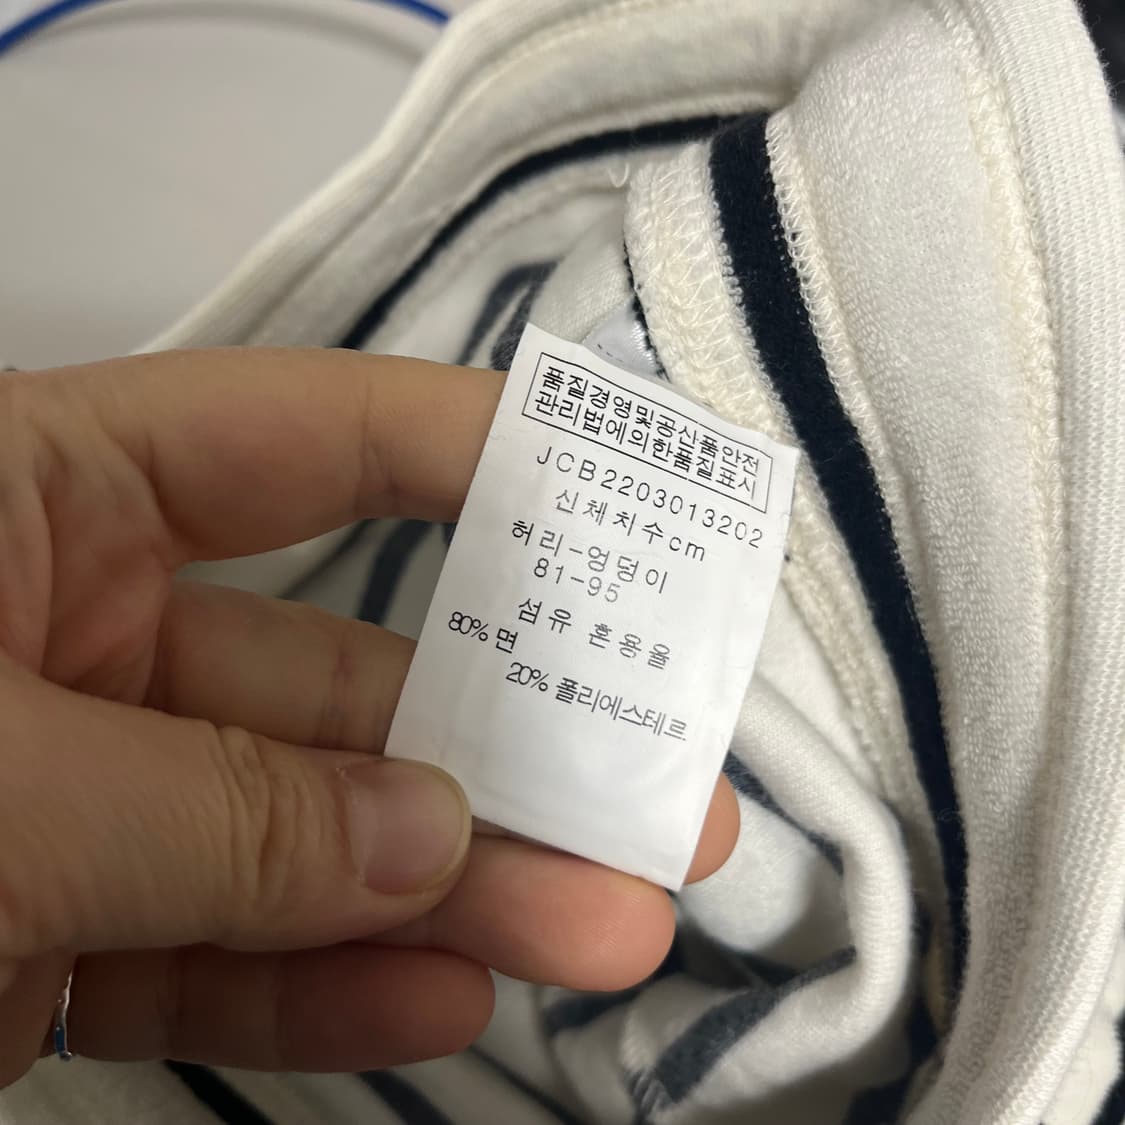 품질경영및공산품안전
관리법에의한품질표시
JCB2203013202
신체치수cm
허리-엉덩이
81-95
섬유 혼용율
80% 면
20% 폴리에스테르